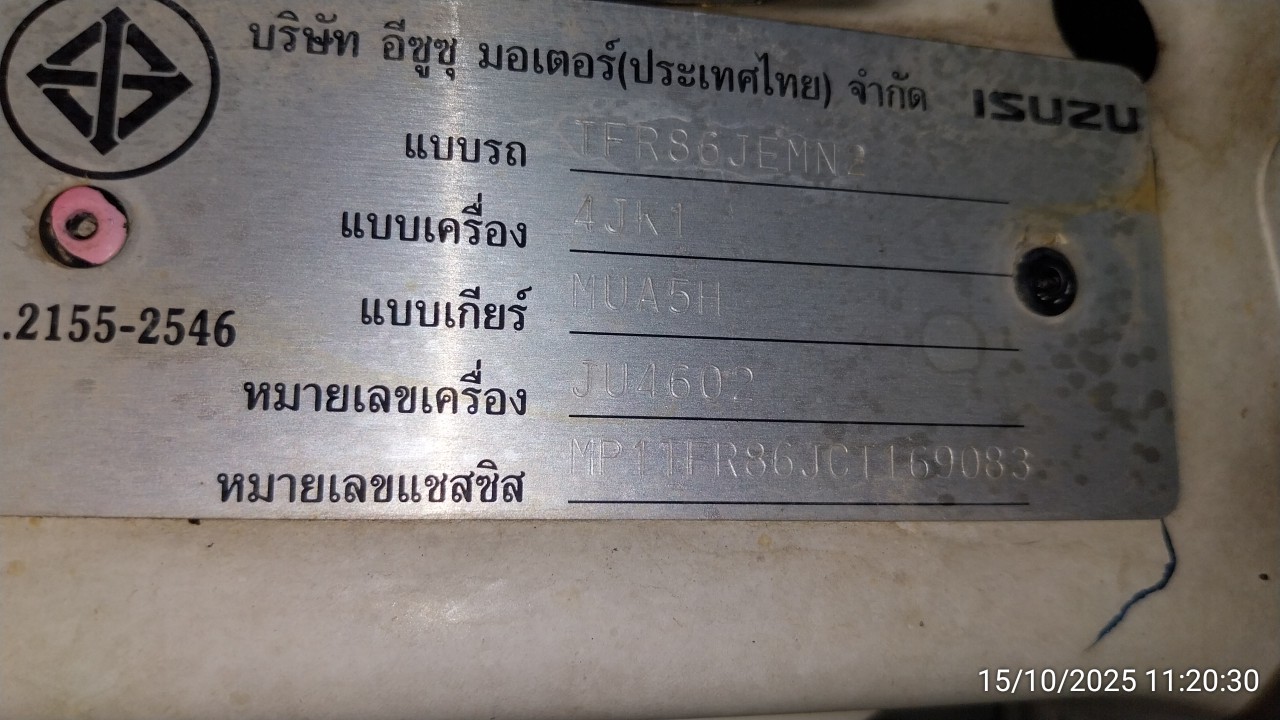 บริษัท อีซูซุ มอเตอร์(ประเทศไทย) จำกัด ISUZU
แบบรถ TFR86JEMN2
แบบเครื่อง 4JK1
แบบเกียร์ MUA5H
.2155-2546
หมายเลขเครื่อง JU4602
หมายเลขแชสซิส MP1TFR86JCT169083
15/10/2025 11:20:30